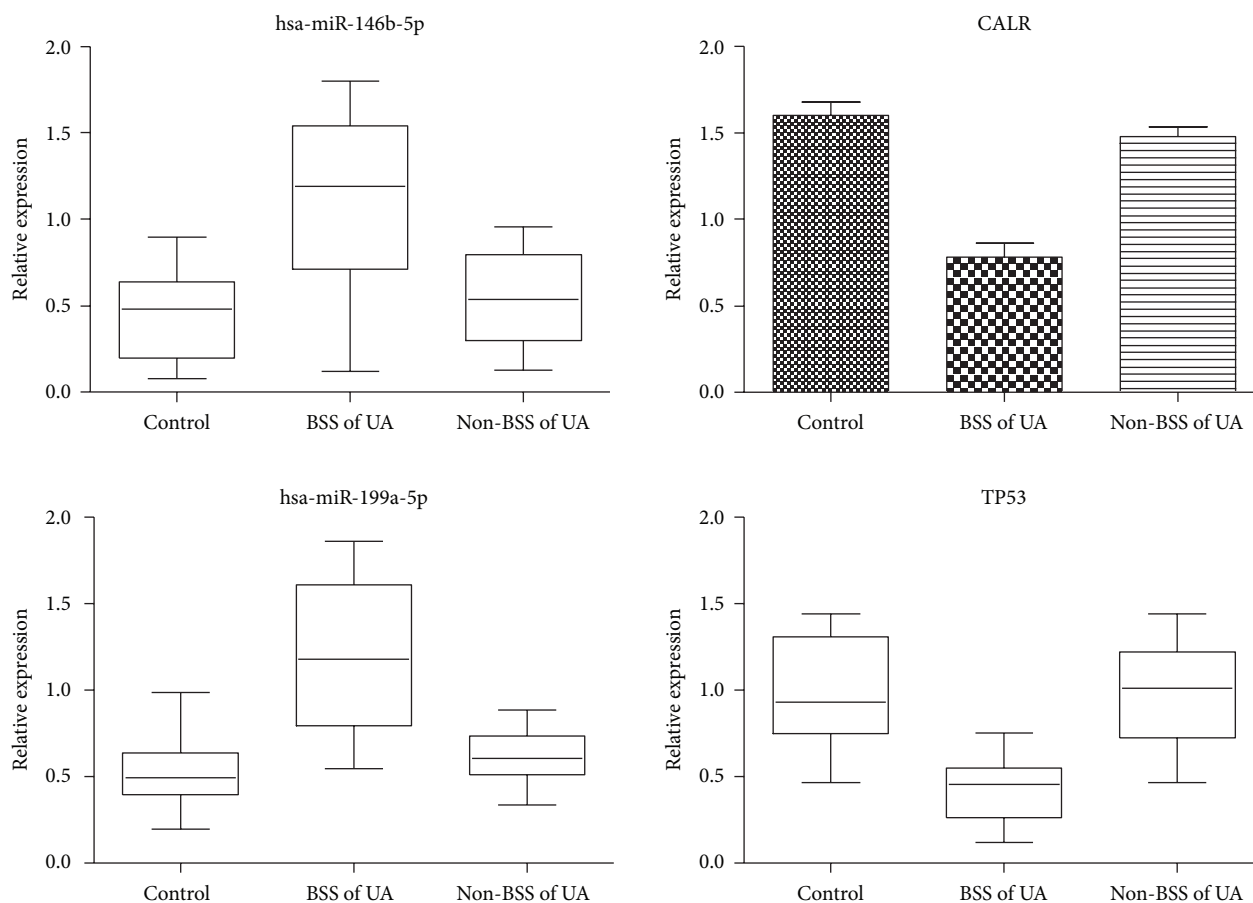 hsa-miR-146b-5p
Relative expression
2.0
1.5
1.0
0.5
0.0
Control
BSS of UA
Non-BSS of UA
CALR
Relative expression
2.0
1.5
1.0
0.5
0.0
Control
BSS of UA
Non-BSS of UA
hsa-miR-199a-5p
Relative expression
2.0
1.5
1.0
0.5
0.0
Control
BSS of UA
Non-BSS of UA
TP53
Relative expression
2.0
1.5
1.0
0.5
0.0
Control
BSS of UA
Non-BSS of UA